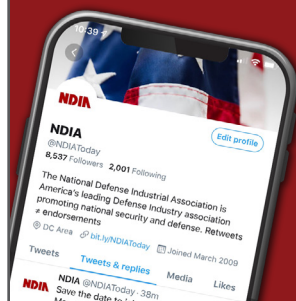 10:39
NDIA
NDIA
Edit profile
@NDIAToday
8,537 Followers 2,001 Following
The National Defense Industrial Association is
America's leading Defense Industry association
promoting national security and defense. Retweets
≠ endorsements
DC Area bit.ly/NDIAToday Joined March 2009
Tweets Tweets & replies Media Likes
NDIA
NDIA @NDIAToday · 38m
Save the date to